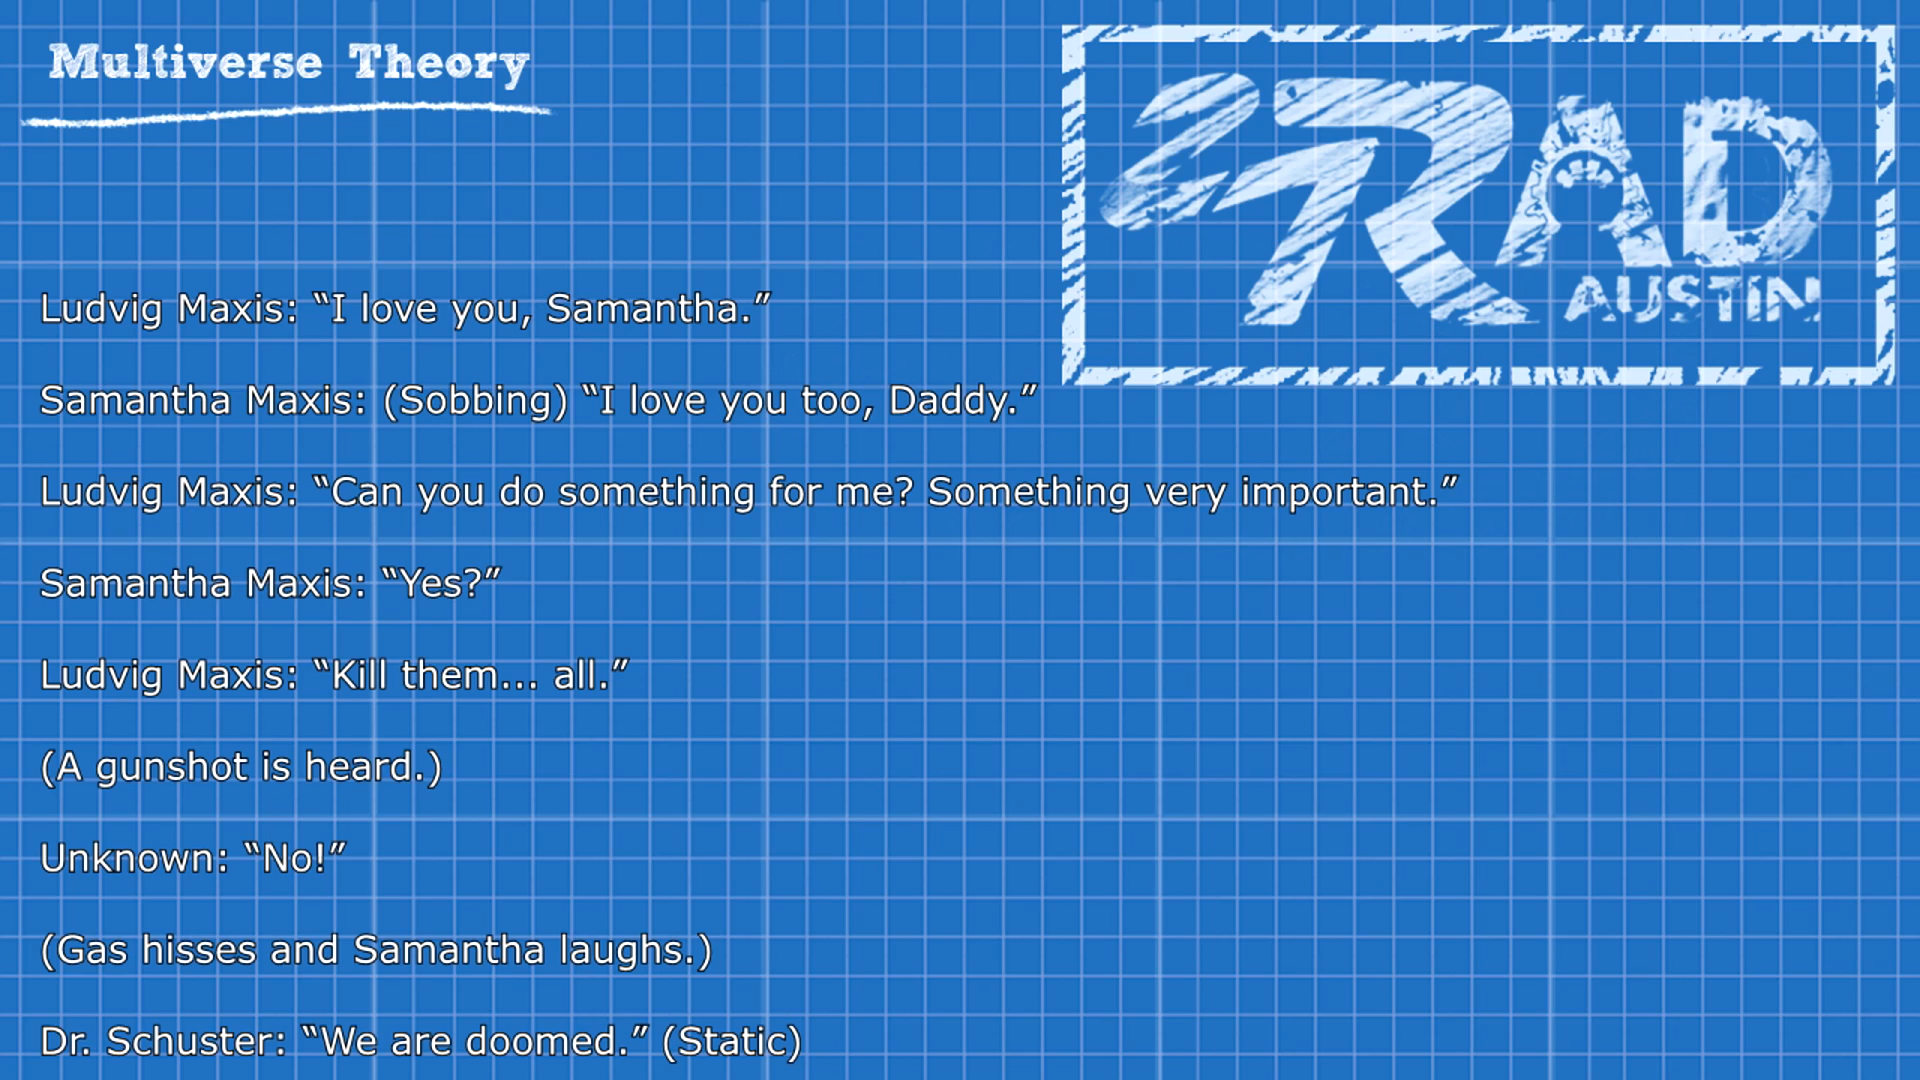 Multiverse Theory
2RAD
AUSTIN
Ludvig Maxis: “I love you, Samantha.”
Samantha Maxis: (Sobbing) “I love you too, Daddy.”
Ludvig Maxis: “Can you do something for me? Something very important.”
Samantha Maxis: “Yes?”
Ludvig Maxis: “Kill them... all.”
(A gunshot is heard.)
Unknown: “No!”
(Gas hisses and Samantha laughs.)
Dr. Schuster: “We are doomed.” (Static)